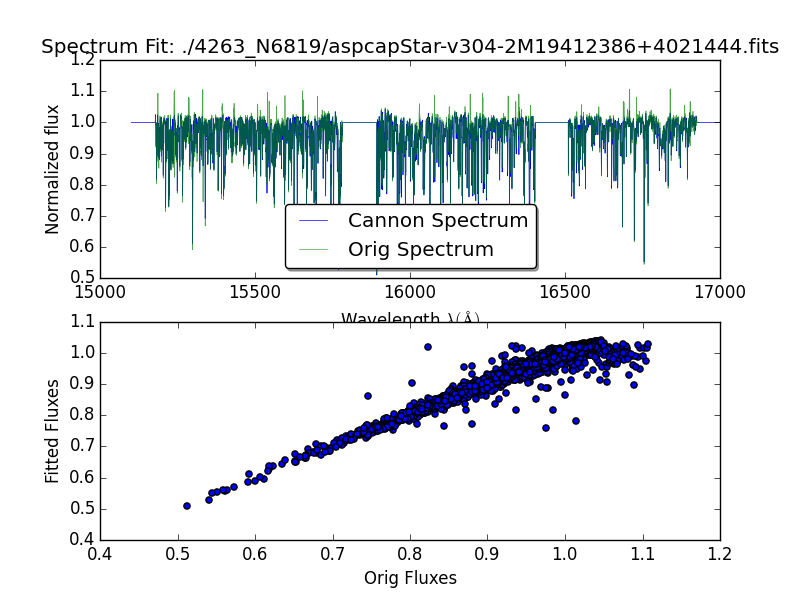 Spectrum Fit: ./4263_N6819/aspcapStar-v304-2M19412386+4021444.fits
1.2
1.1
1.0
0.9
0.8
0.7
0.6
0.5
Normalized flux
Cannon Spectrum
Orig Spectrum
15000 15500 16000 16500 17000
Wavelength λ(Å)
1.1
1.0
0.9
0.8
0.7
0.6
0.5
0.4
Fitted Fluxes
0.4 0.5 0.6 0.7 0.8 0.9 1.0 1.1 1.2
Orig Fluxes